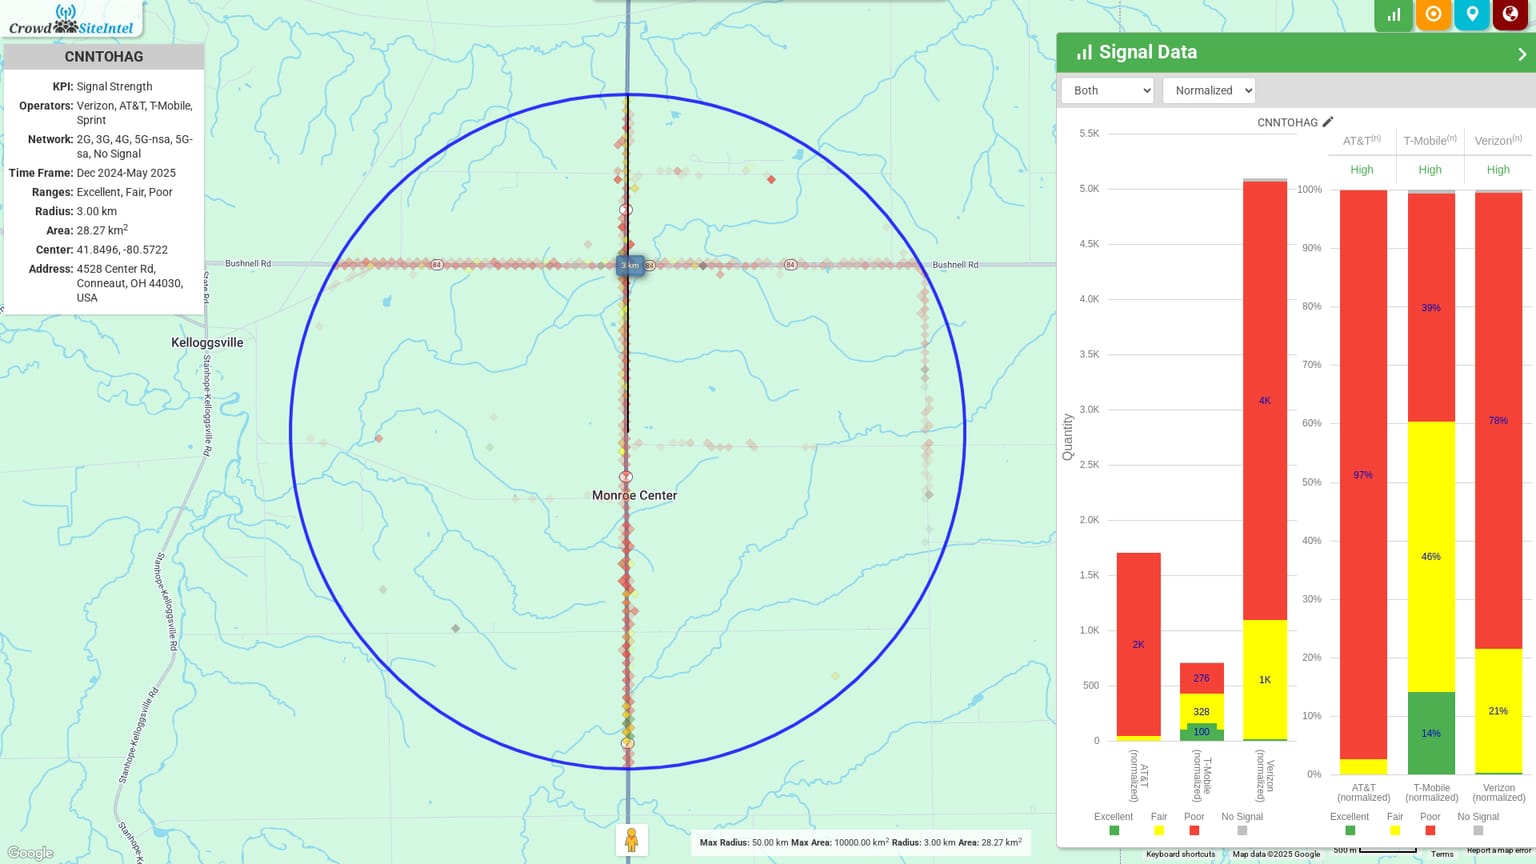 CrowdSiteIntel
CNNTOHAG
KPI: Signal Strength
Operators: Verizon, AT&T, T-Mobile,
Sprint
Network: 2G, 3G, 4G, 5G-nsa, 5G-
sa, No Signal
Time Frame: Dec 2024-May 2025
Ranges: Excellent, Fair, Poor
Radius: 3.00 km
Area: 28.27 km2
Center: 41.8496, -80.5722
Address: 4528 Center Rd,
Conneaut, OH 44030,
USA
Bushnell Rd
84
3 km
84
84
Bushnell Rd
7
Kelloggsville
Stanhope-Kelloggsville Rd
7
Monroe Center
Stanhope-Kelloggsville Rd
Stanhope-Kelloggsville Rd
7
Google
Max Radius: 50.00 km Max Area: 10000.00 km2 Radius: 3.00 km Area: 28.27 km2
Signal Data
Both
Normalized
CNNTOHAG
Quantity
5.5K
5.0K
4.5K
4.0K
3.5K
3.0K
2.5K
2.0K
1.5K
1.0K
500
0
2K
276
328
100
4K
1K
AT&T
(normalized)
T-Mobile
(normalized)
Verizon
(normalized)
Excellent Fair Poor No Signal
AT&T(n) T-Mobile(n) Verizon(n)
High High High
100%
90%
80%
70%
60%
50%
40%
30%
20%
10%
0%
97%
39%
46%
14%
78%
21%
AT&T
(normalized)
T-Mobile
(normalized)
Verizon
(normalized)
Excellent Fair Poor No Signal
500 m
Keyboard shortcuts Map data ©2025 Google Terms Report a map error